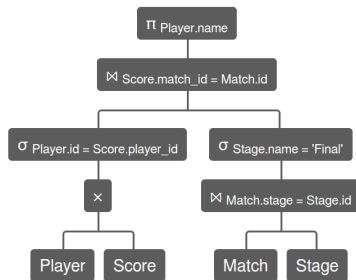 π Player.name
⋈ Score.match_id = Match.id
σ Player.id = Score.player_id
σ Stage.name = 'Final'
×
⋈ Match.stage = Stage.id
Player
Score
Match
Stage